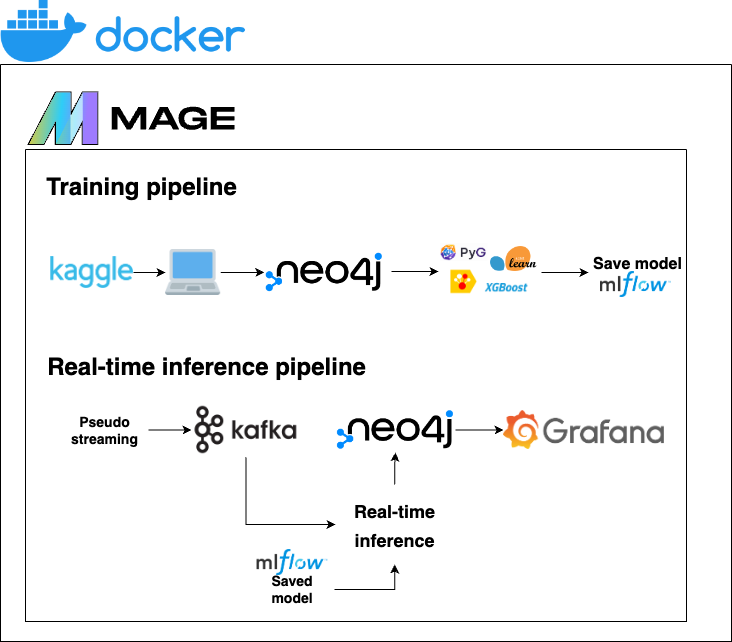 docker
MAGE
Training pipeline
kaggle
neo4j
PyG
learn
XGBoost
Save model
mlflow
Real-time inference pipeline
Pseudo
streaming
kafka
neo4j
Grafana
Real-time
inference
mlflow
Saved
model